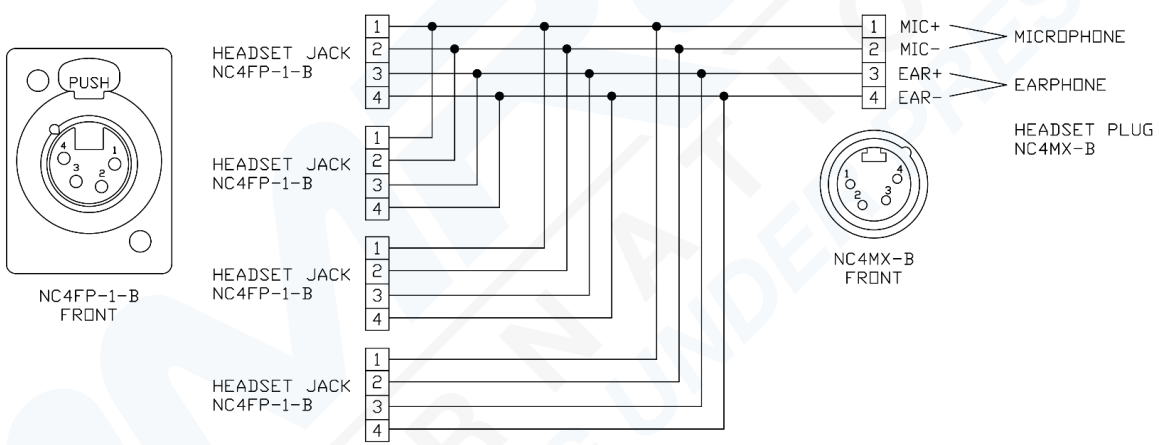 PUSH
4
1
3
2
NC4FP-1-B
FRONT
HEADSET JACK
NC4FP-1-B
1
2
3
4
HEADSET JACK
NC4FP-1-B
1
2
3
4
HEADSET JACK
NC4FP-1-B
1
2
3
4
HEADSET JACK
NC4FP-1-B
1
2
3
4
1 MIC+
2 MIC-
MICROPHONE
3 EAR+
4 EAR-
EARPHONE
HEADSET PLUG
NC4MX-B
1
4
2
3
NC4MX-B
FRONT